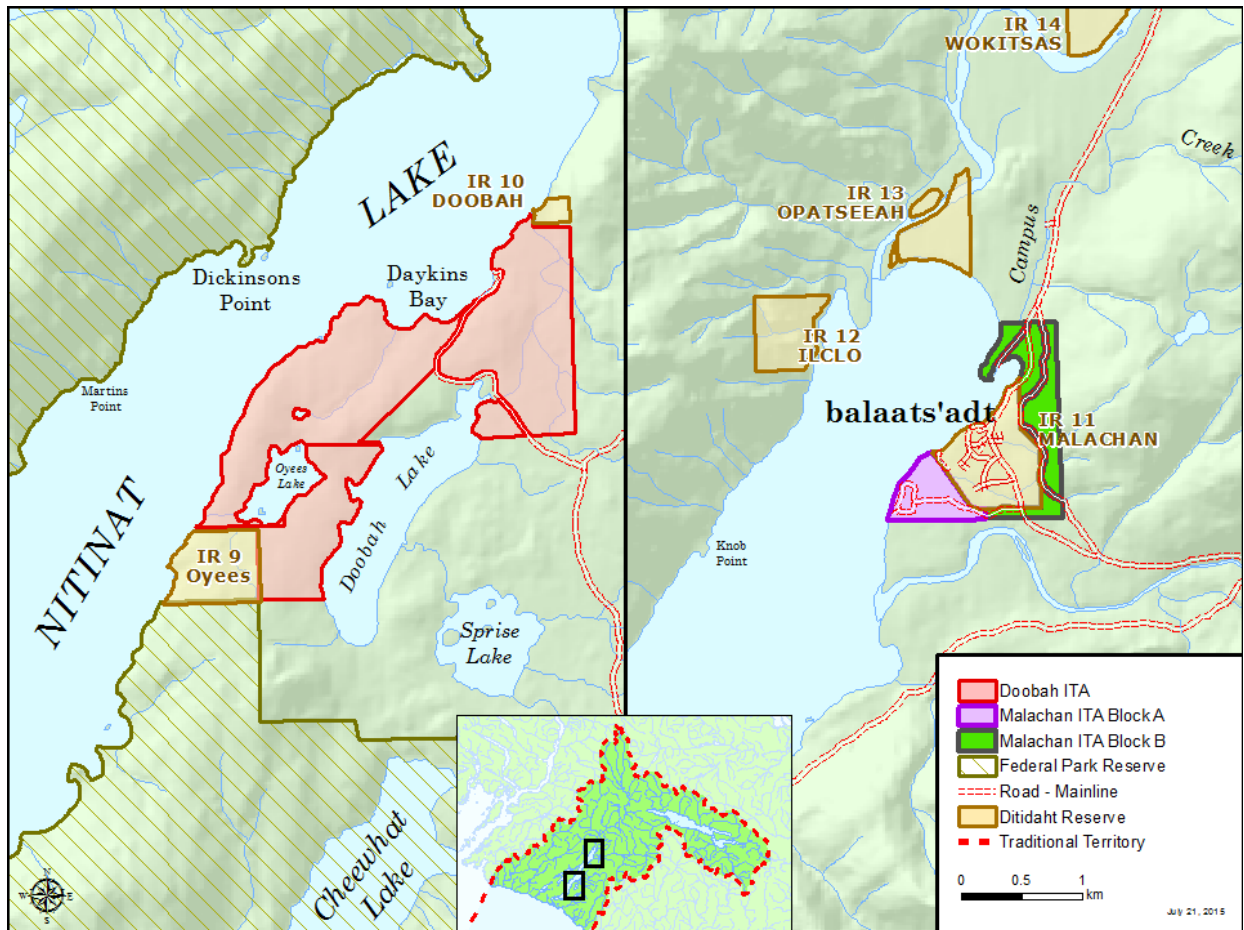 LAKE
IR 10
DOOBAH
Dickinsons
Point
Daykins
Bay
Martins
Point
Oyees
Lake
Lake
Doobah
NITINAT
IR 9
Oyees
Sprise
Lake
Cheewhat
Lake
N
W
E
S
IR 14
WOKITSAS
Creek
Campus
IR 13
OPATSEEAH
IR 12
ILCLO
balaats'adt
IR 11
MALACHAN
Knob
Point
Doobah ITA
Malachan ITA Block A
Malachan ITA Block B
Federal Park Reserve
Road - Mainline
Ditidaht Reserve
Traditional Territory
0 0.5 1
km
July 21, 2015